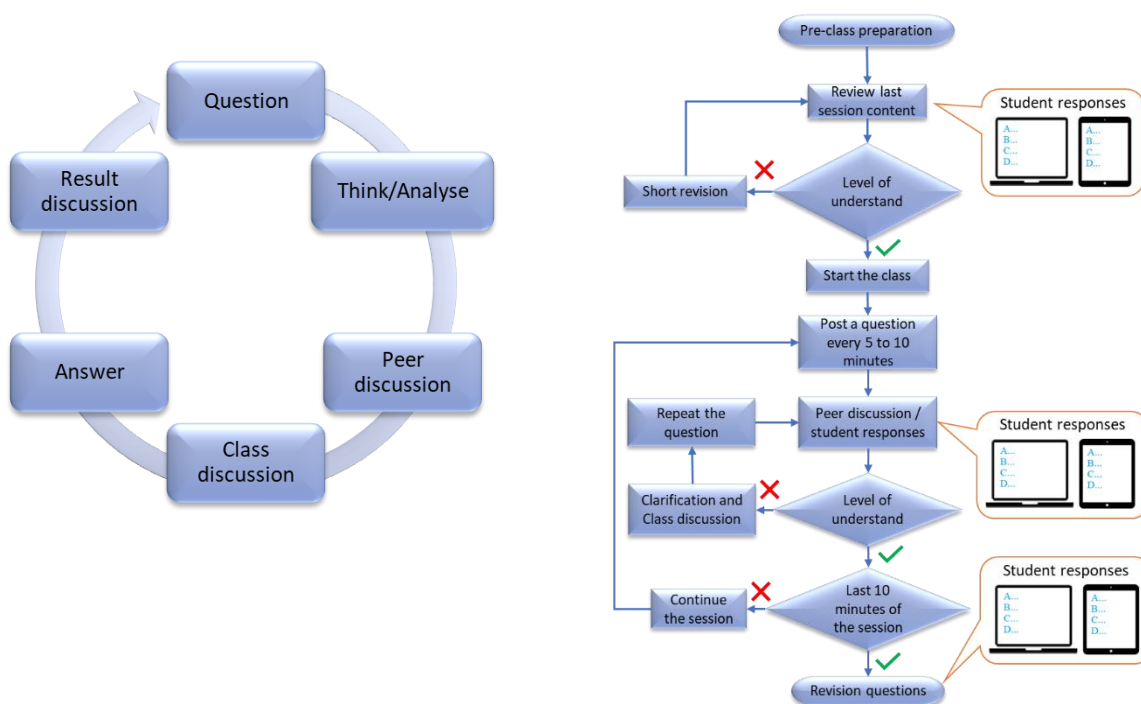 Question
Think/Analyse
Peer
discussion
Class
discussion
Answer
Result
discussion
Pre-class preparation
Review last
session content
Student responses
A...
B...
C...
D...
A...
B...
C...
D...
Level of
understand
Short revision
Start the class
Post a question
every 5 to 10
minutes
Repeat the
question
Peer discussion /
student responses
Student responses
A...
B...
C...
D...
A...
B...
C...
D...
Clarification and
Class discussion
Level of
understand
Continue
the session
Last 10
minutes of
the session
Student responses
A...
B...
C...
D...
A...
B...
C...
D...
Revision questions